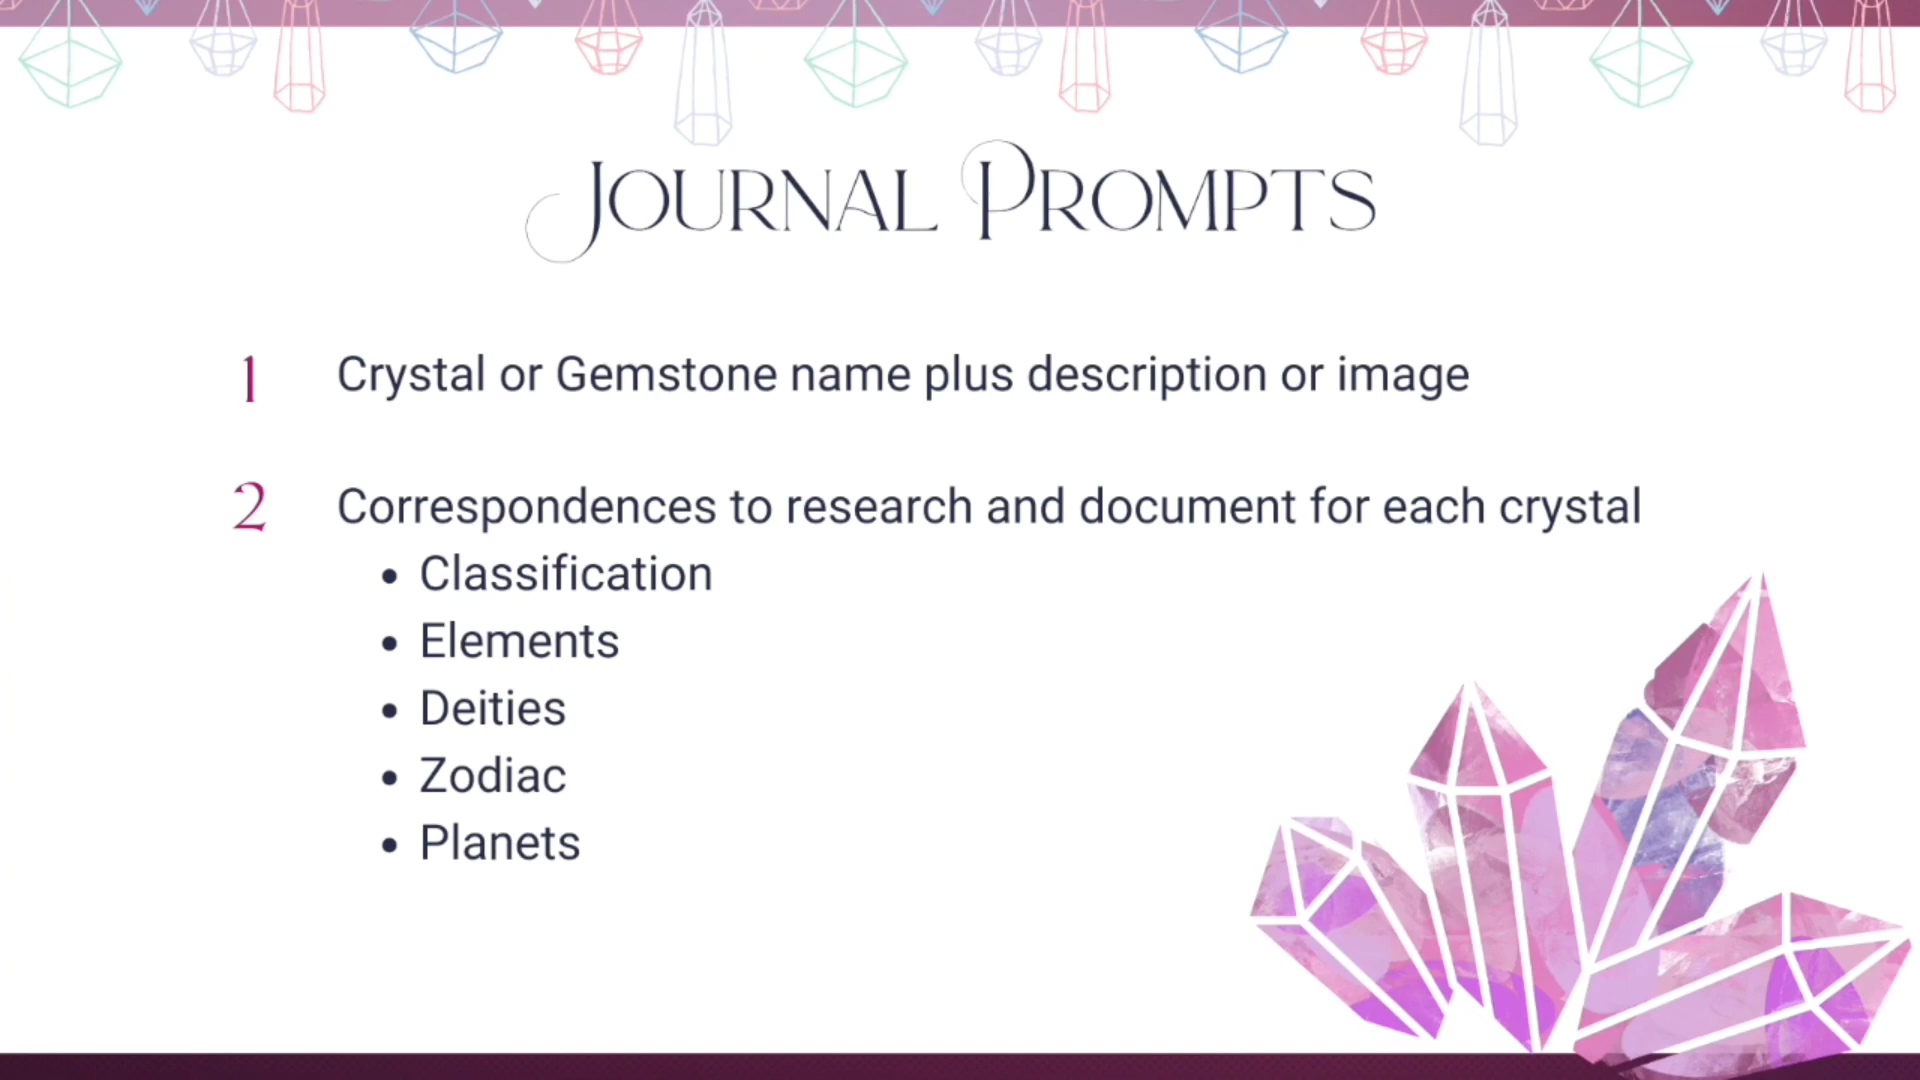 Journal Prompts
1 Crystal or Gemstone name plus description or image
2 Correspondences to research and document for each crystal
• Classification
• Elements
• Deities
• Zodiac
• Planets